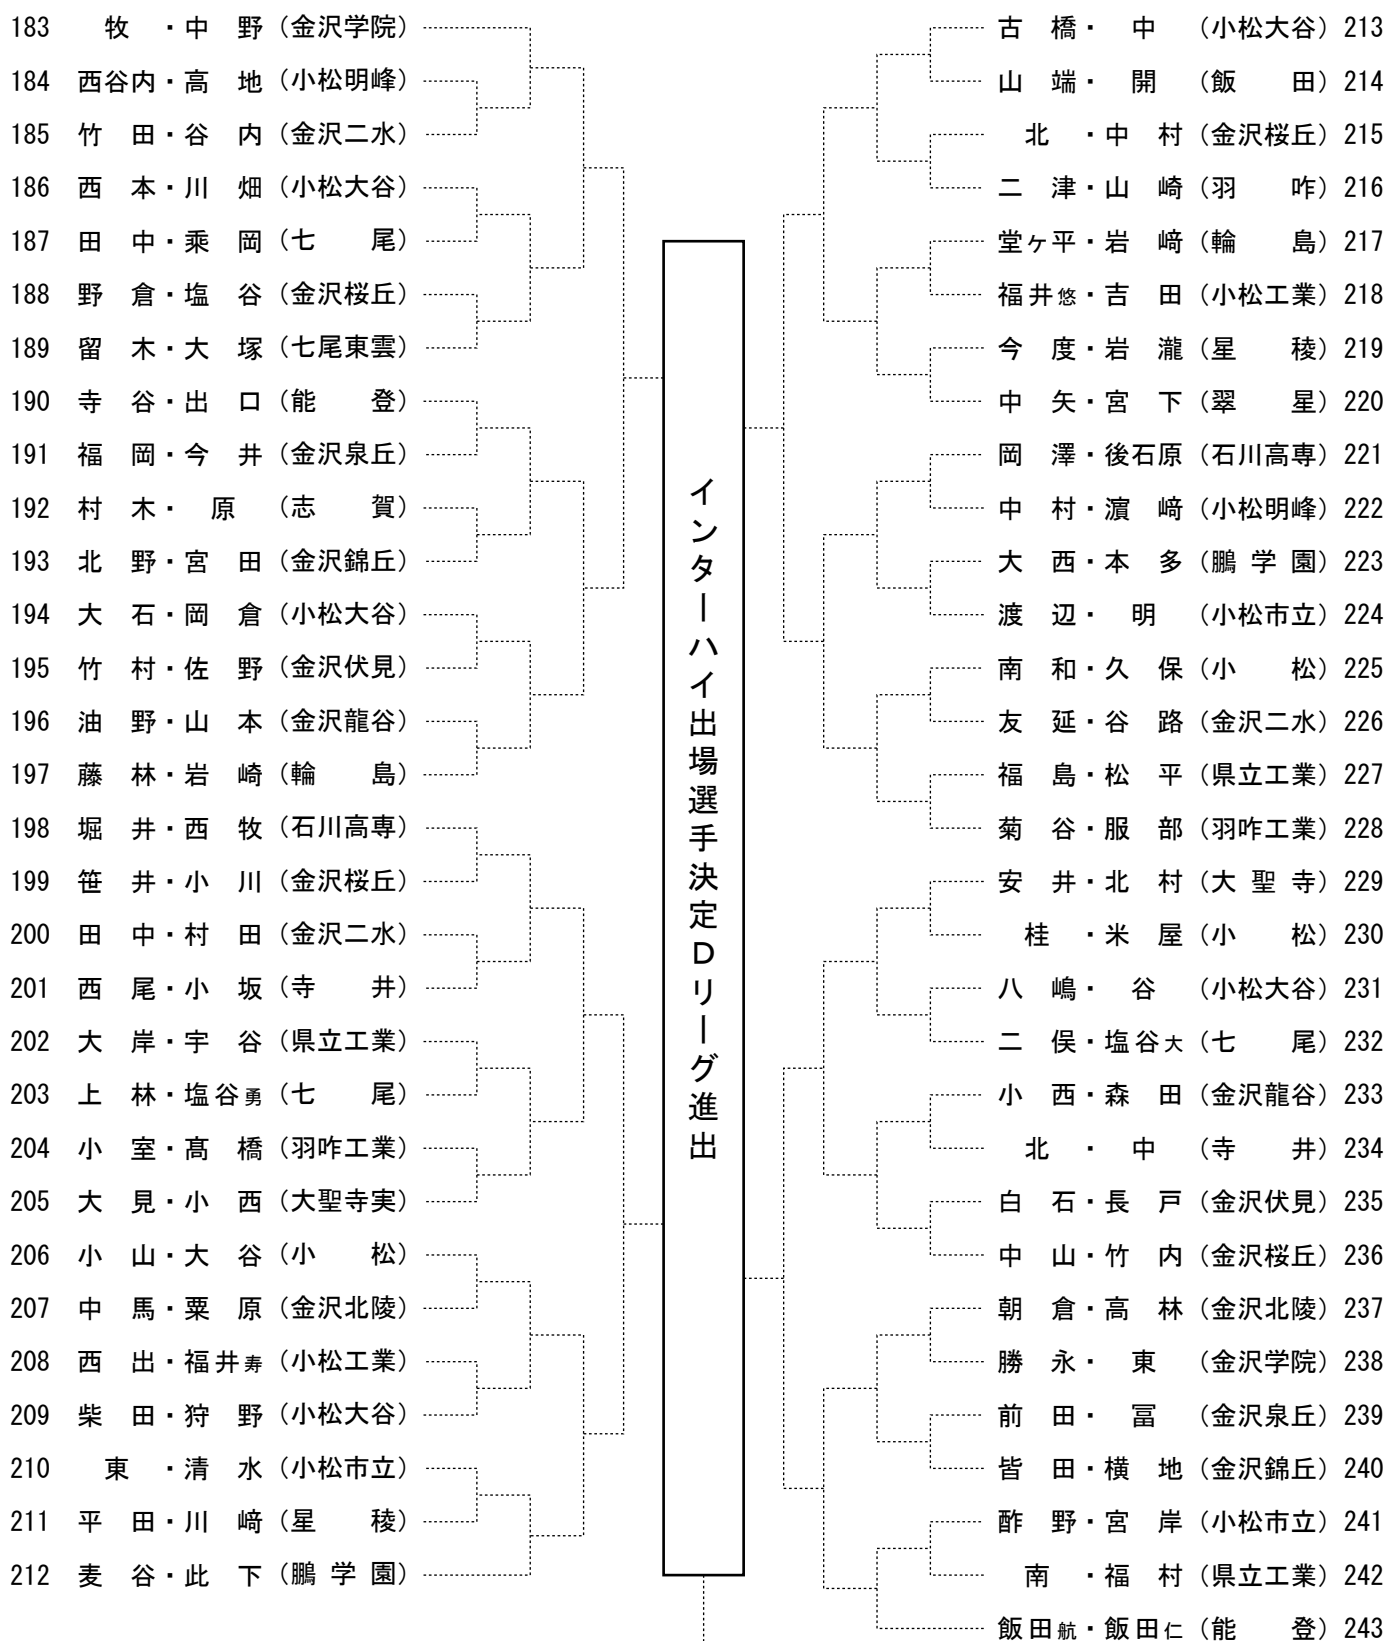 183 牧 ・中 野（金沢学院）
184 西谷内・高 地（小松明峰）
185 竹 田・谷 内（金沢二水）
186 西 本・川 畑（小松大谷）
187 田 中・乘 岡（七 尾）
188 野 倉・塩 谷（金沢桜丘）
189 留 木・大 塚（七尾東雲）
190 寺 谷・出 口（能 登）
191 福 岡・今 井（金沢泉丘）
192 村 木・ 原 （志 賀）
193 北 野・宮 田（金沢錦丘）
194 大 石・岡 倉（小松大谷）
195 竹 村・佐 野（金沢伏見）
196 油 野・山 本（金沢龍谷）
197 藤 林・岩 崎（輪 島）
198 堀 井・西 牧（石川高専）
199 笹 井・小 川（金沢桜丘）
200 田 中・村 田（金沢二水）
201 西 尾・小 坂（寺 井）
202 大 岸・宇 谷（県立工業）
203 上 林・塩谷勇（七 尾）
204 小 室・髙 橋（羽咋工業）
205 大 見・小 西（大聖寺実）
206 小 山・大 谷（小 松）
207 中 馬・粟 原（金沢北陵）
208 西 出・福井寿（小松工業）
209 柴 田・狩 野（小松大谷）
210 東 ・清 水（小松市立）
211 平 田・川 﨑（星 稜）
212 麦 谷・此 下（鵬 学 園）
インターハイ出場選手決定Dリーグ進出
古 橋・ 中 （小松大谷）213
山 端・ 開 （飯 田）214
北 ・中 村（金沢桜丘）215
二 津・山 崎（羽 咋）216
堂ヶ平・岩 﨑（輪 島）217
福井悠・吉 田（小松工業）218
今 度・岩 瀧（星 稜）219
中 矢・宮 下（翠 星）220
岡 澤・後石原（石川高専）221
中 村・濵 﨑（小松明峰）222
大 西・本 多（鵬 学 園）223
渡 辺・ 明 （小松市立）224
南 和・久 保（小 松）225
友 延・谷 路（金沢二水）226
福 島・松 平（県立工業）227
菊 谷・服 部（羽咋工業）228
安 井・北 村（大 聖 寺）229
桂 ・米 屋（小 松）230
八 嶋・ 谷 （小松大谷）231
二 俣・塩谷大（七 尾）232
小 西・森 田（金沢龍谷）233
北 ・ 中 （寺 井）234
白 石・長 戸（金沢伏見）235
中 山・竹 内（金沢桜丘）236
朝 倉・高 林（金沢北陵）237
勝 永・ 東 （金沢学院）238
前 田・ 冨 （金沢泉丘）239
皆 田・横 地（金沢錦丘）240
酢 野・宮 岸（小松市立）241
南 ・福 村（県立工業）242
飯田航・飯田仁（能 登）243